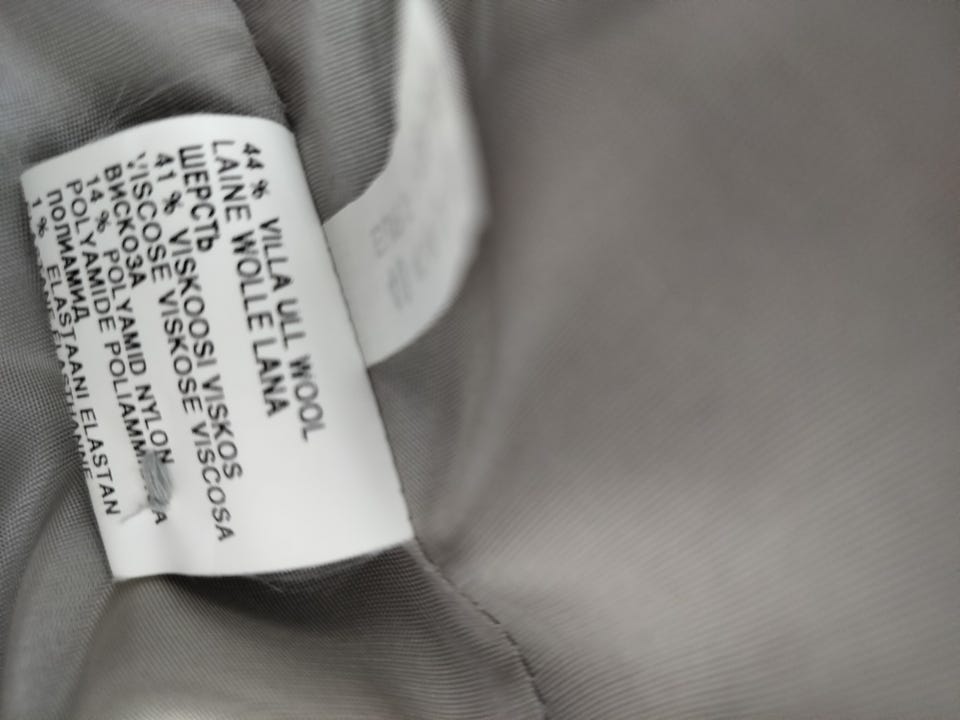 44 % VILLA ULL WOOL
LAINE WOLLE LANA
ШЕРСТЬ
41 % VISKOOSI VISKOS
VISCOSE VISKOSE VISCOSA
ВИСКОЗА
14 % POLYAMID NYLON
POLYAMIDE
ПОЛИАМИД
1 % ELASTAANI ELASTAN